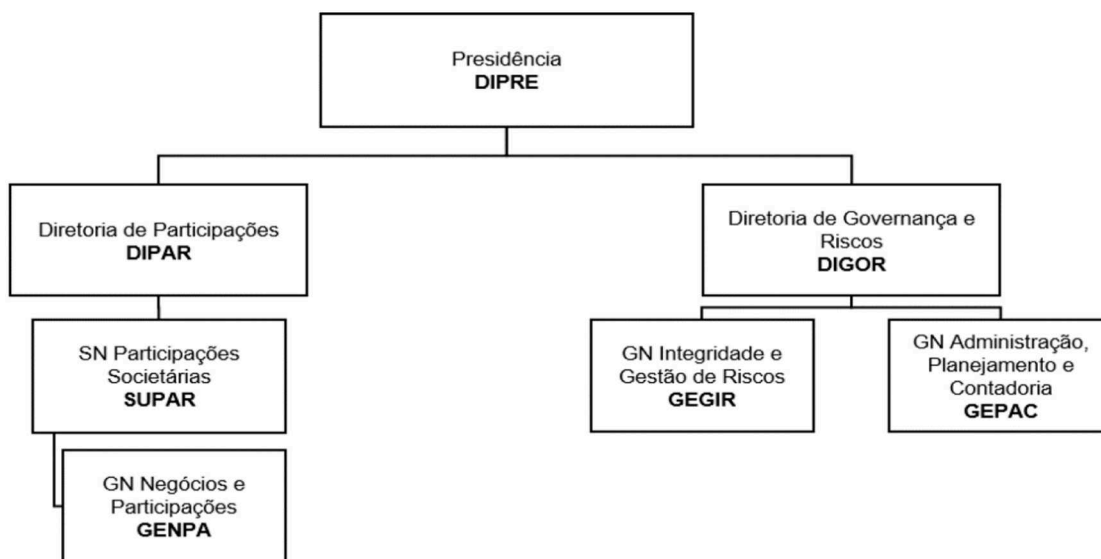 Presidência
DIPRE
Diretoria de Participações
DIPAR
Diretoria de Governança e
Riscos
DIGOR
SN Participações
Societárias
SUPAR
GN Integridade e
Gestão de Riscos
GEGIR
GN Administração,
Planejamento e
Contadoria
GEPAC
GN Negócios e
Participações
GENPA